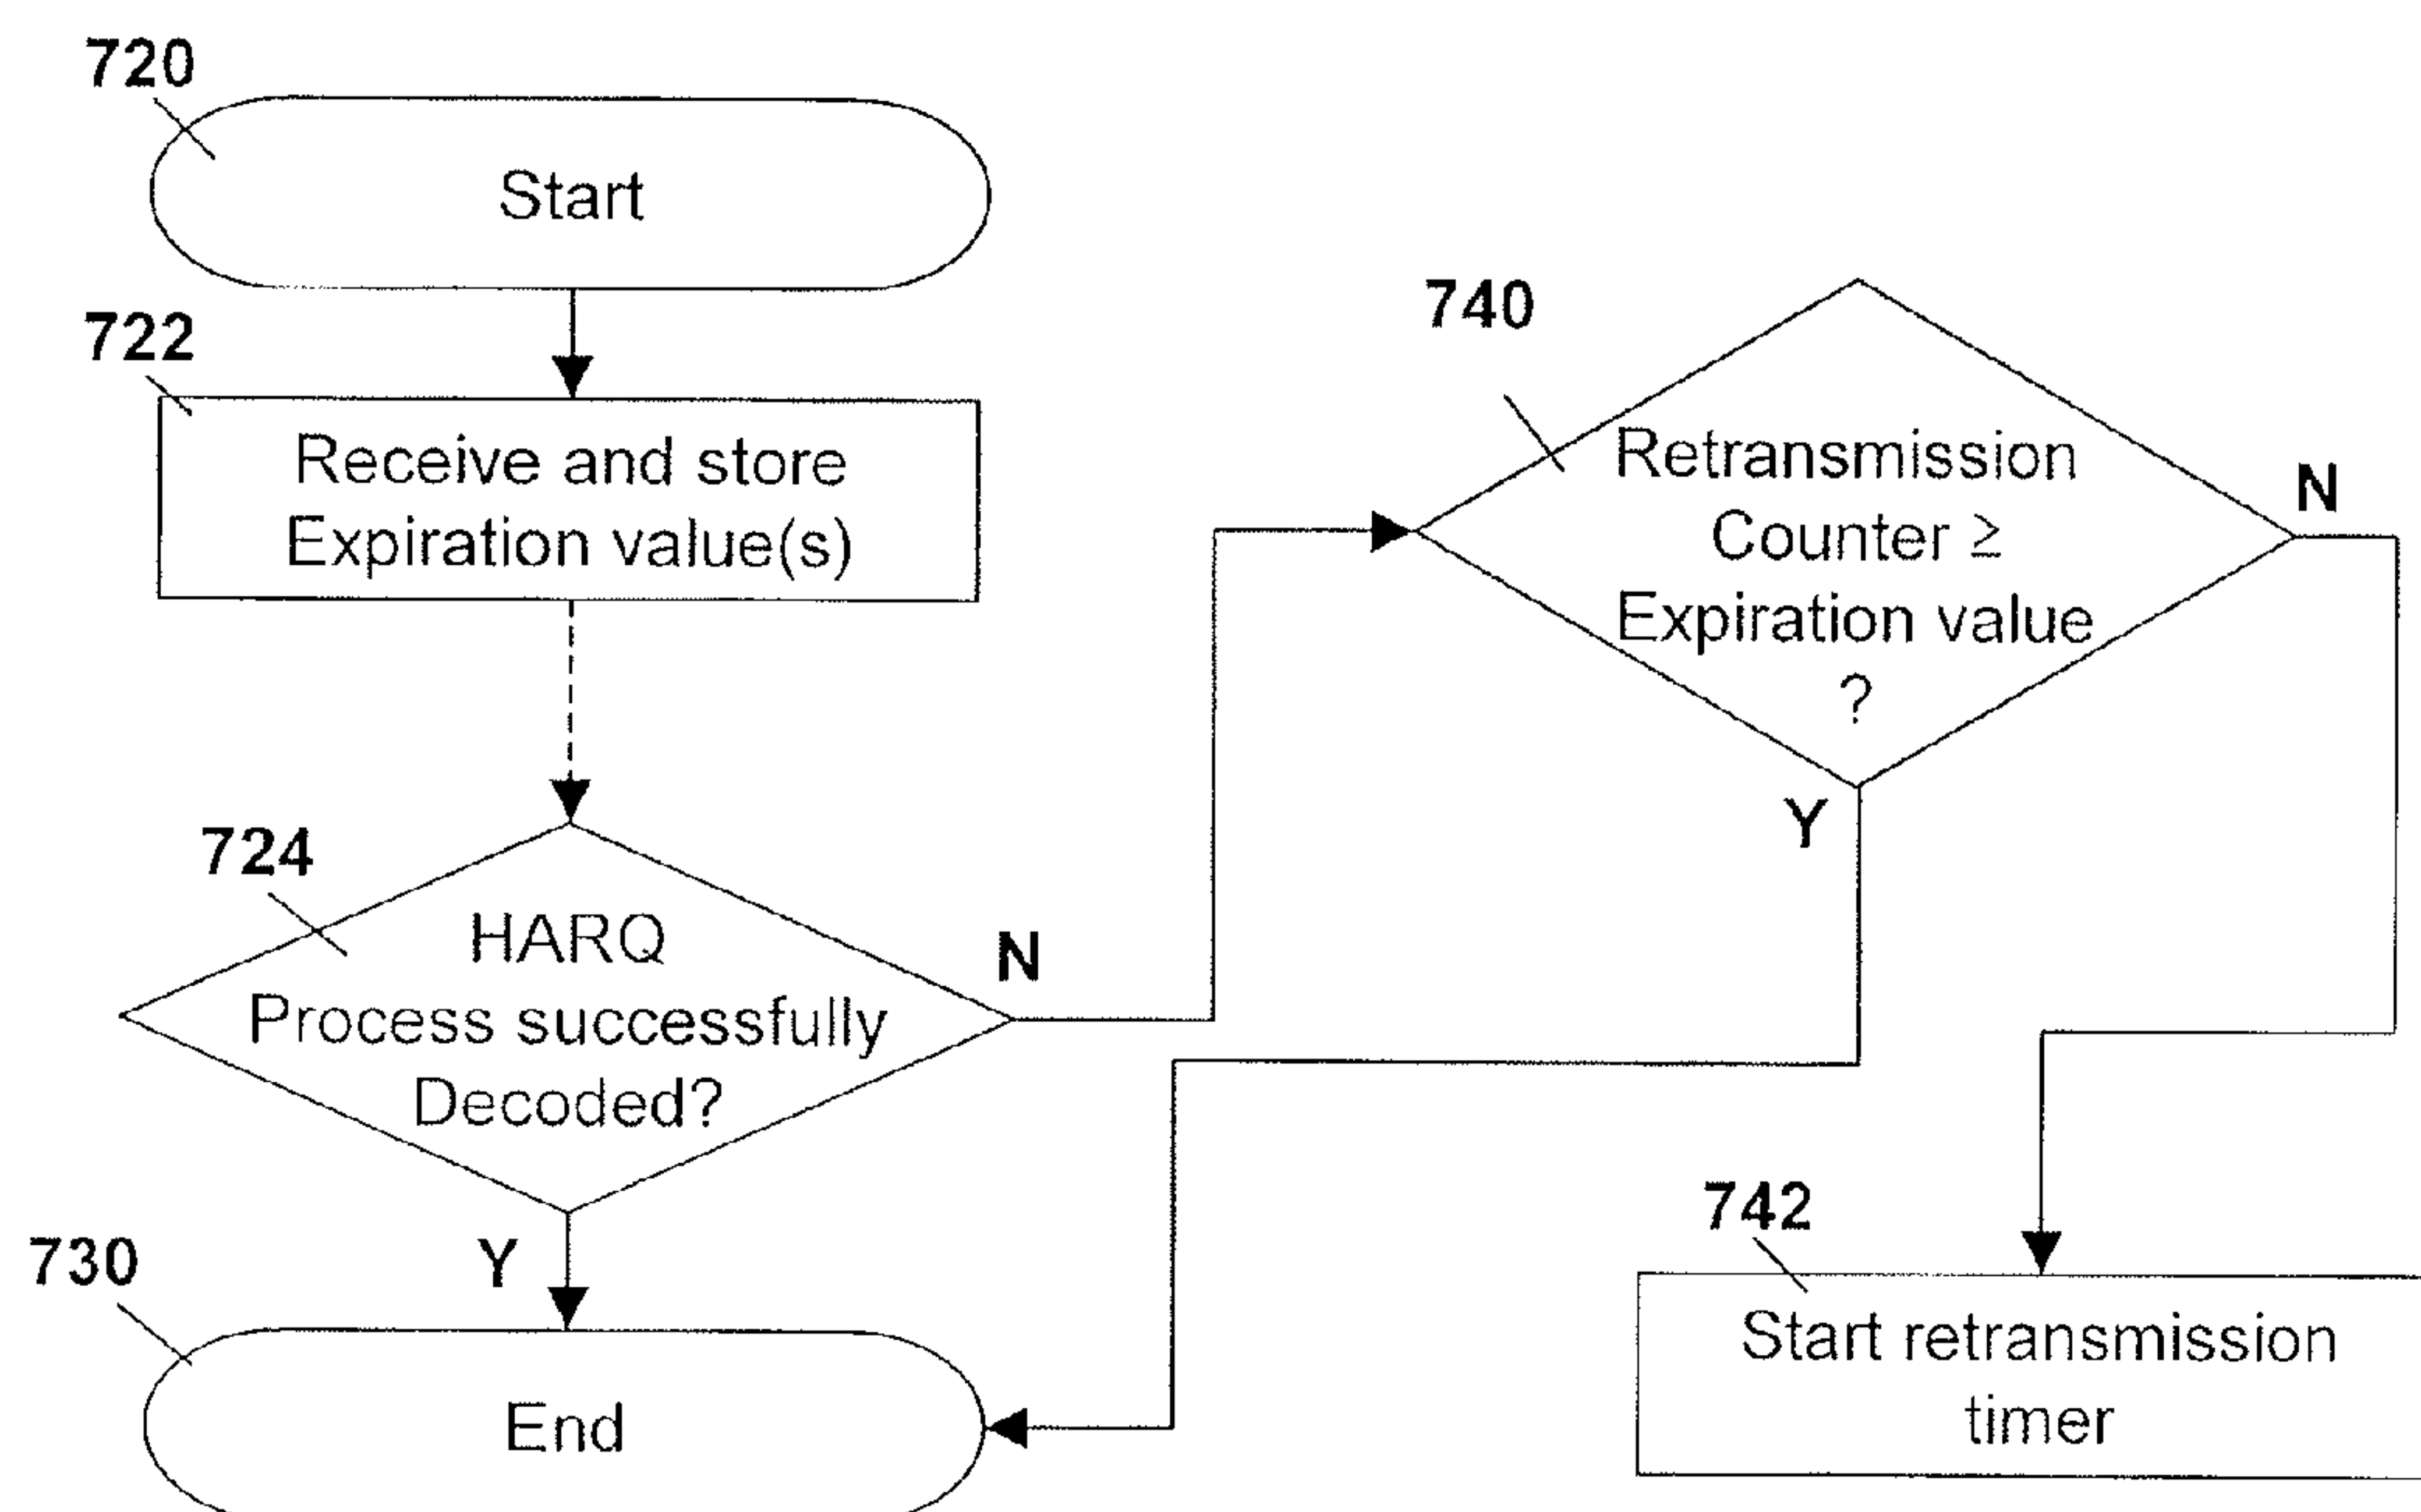 720
Start
722
Receive and store
Expiration value(s)
724
HARQ
Process successfully
Decoded?
N
Y
730
End
740
Retransmission
Counter ≥
Expiration value
?
N
Y
742
Start retransmission
timer